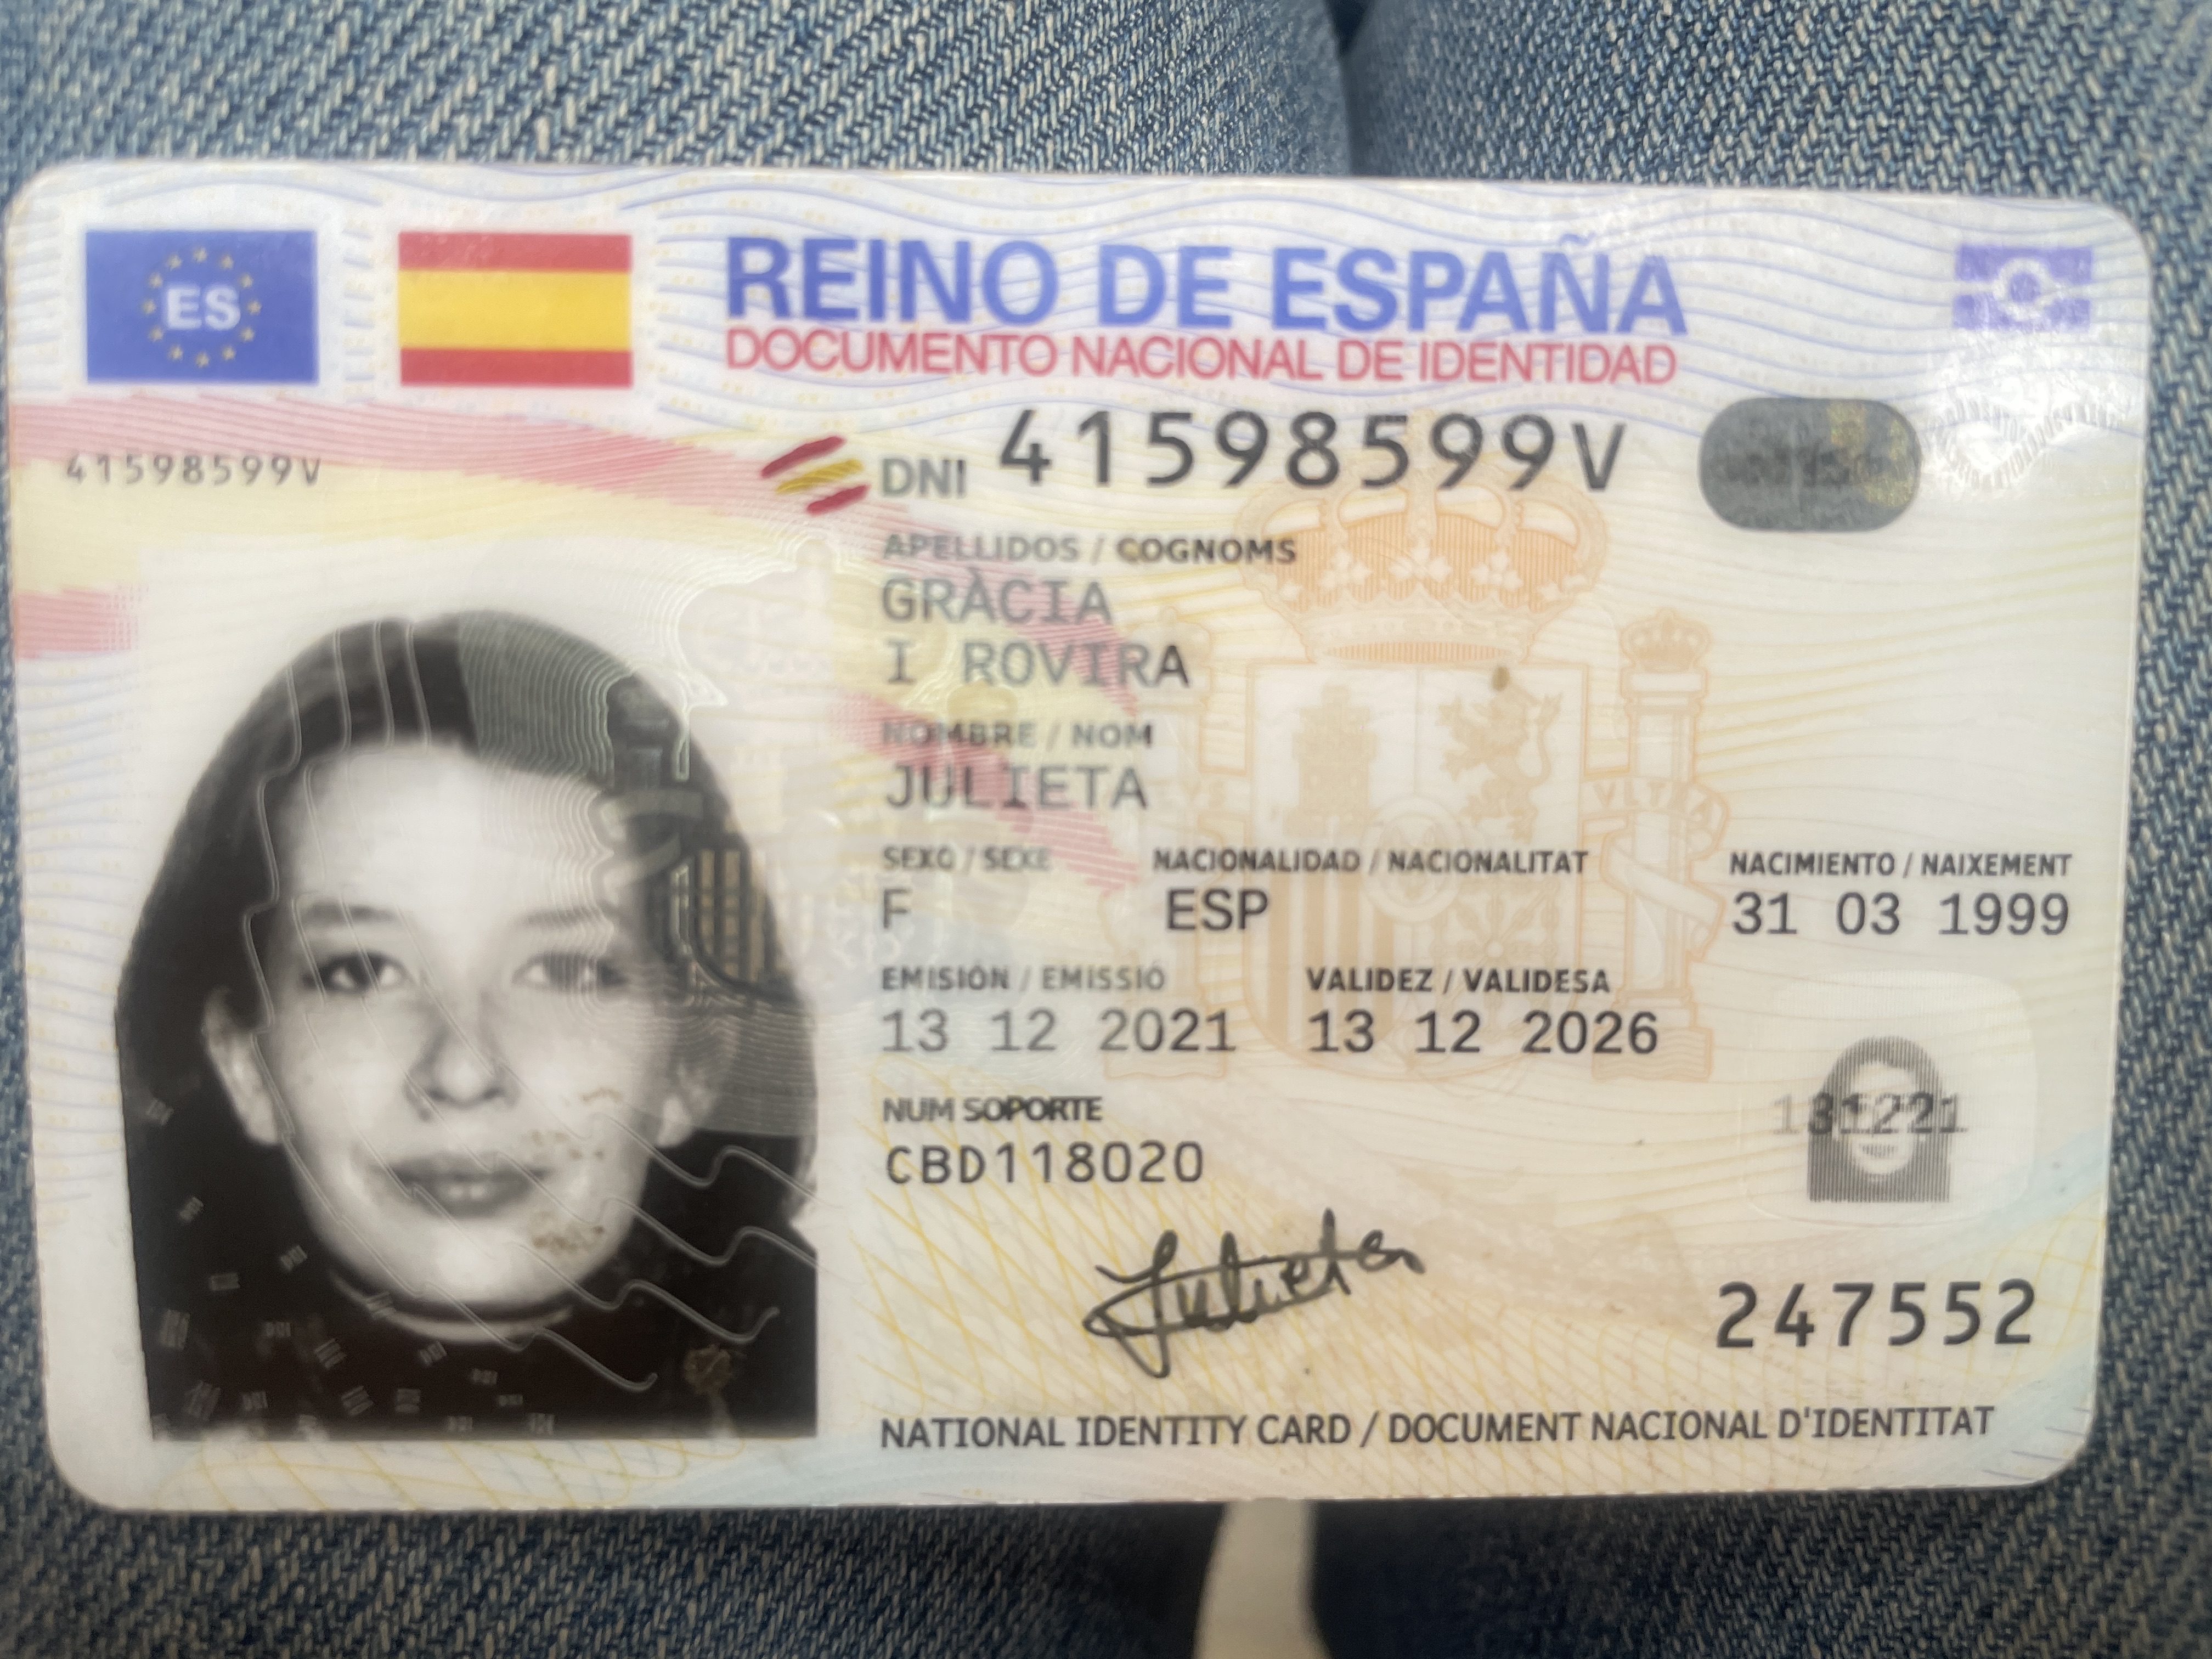 ES
REINO DE ESPAÑA
DOCUMENTO NACIONAL DE IDENTIDAD
41598599V
DNI 41598599V
APELLIDOS / COGNOMS
GRÀCIA
I ROVIRA
NOMBRE / NOM
JULIETA
SEXO / SEXE NACIONALIDAD / NACIONALITAT NACIMIENTO / NAIXEMENT
F ESP 31 03 1999
EMISIÓN / EMISSIÓ VALIDEZ / VALIDESA
13 12 2021 13 12 2026
NUM SOPORTE
CBD118020
131221
Julieta
247552
NATIONAL IDENTITY CARD / DOCUMENT NACIONAL D'IDENTITAT